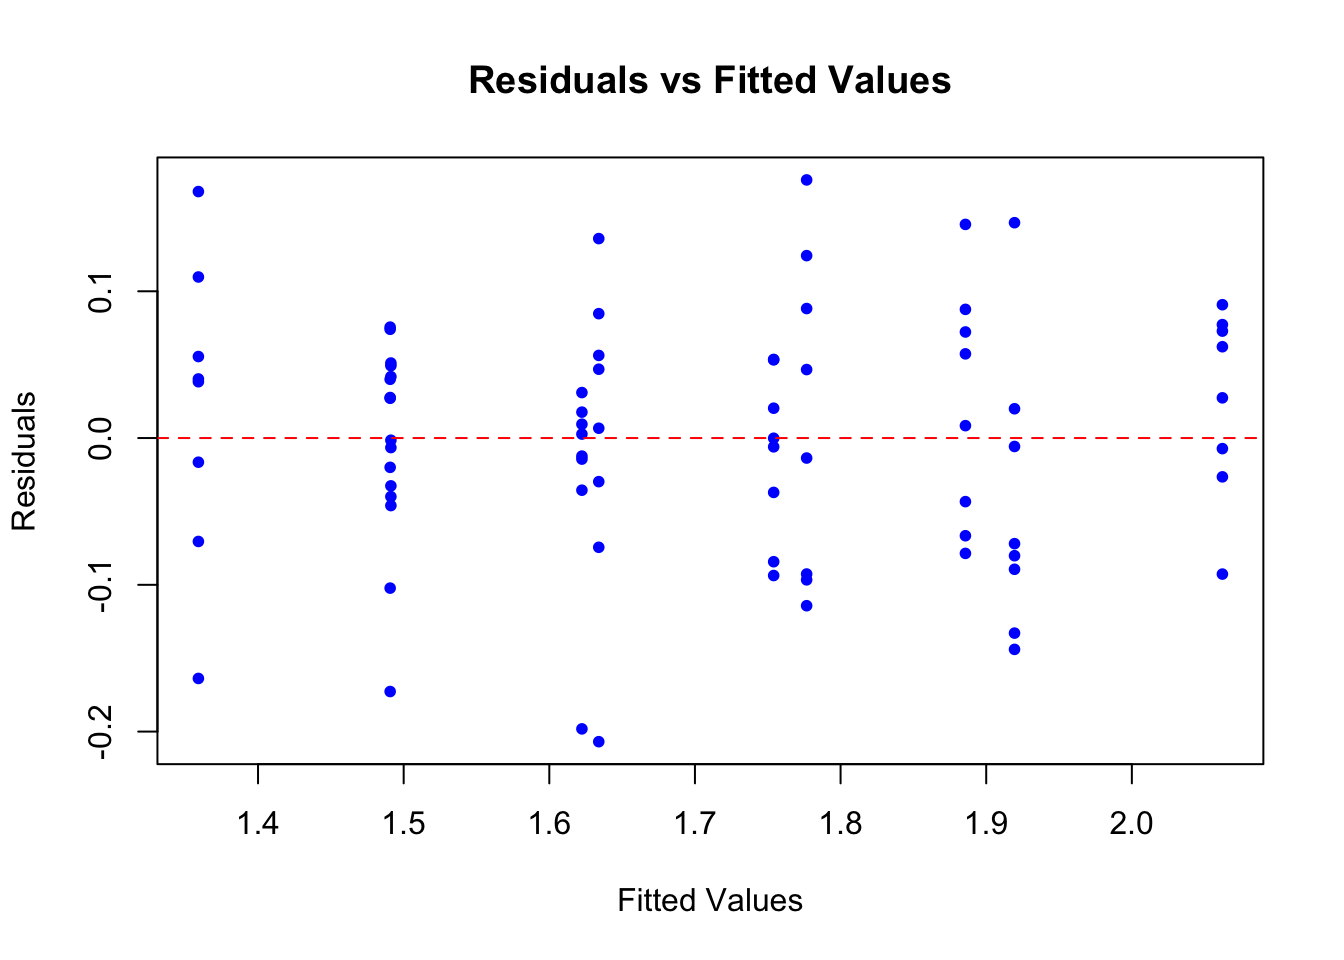 Residuals vs Fitted Values
0.1
0.0
-0.1
-0.2
Residuals
1.4 1.5 1.6 1.7 1.8 1.9 2.0
Fitted Values